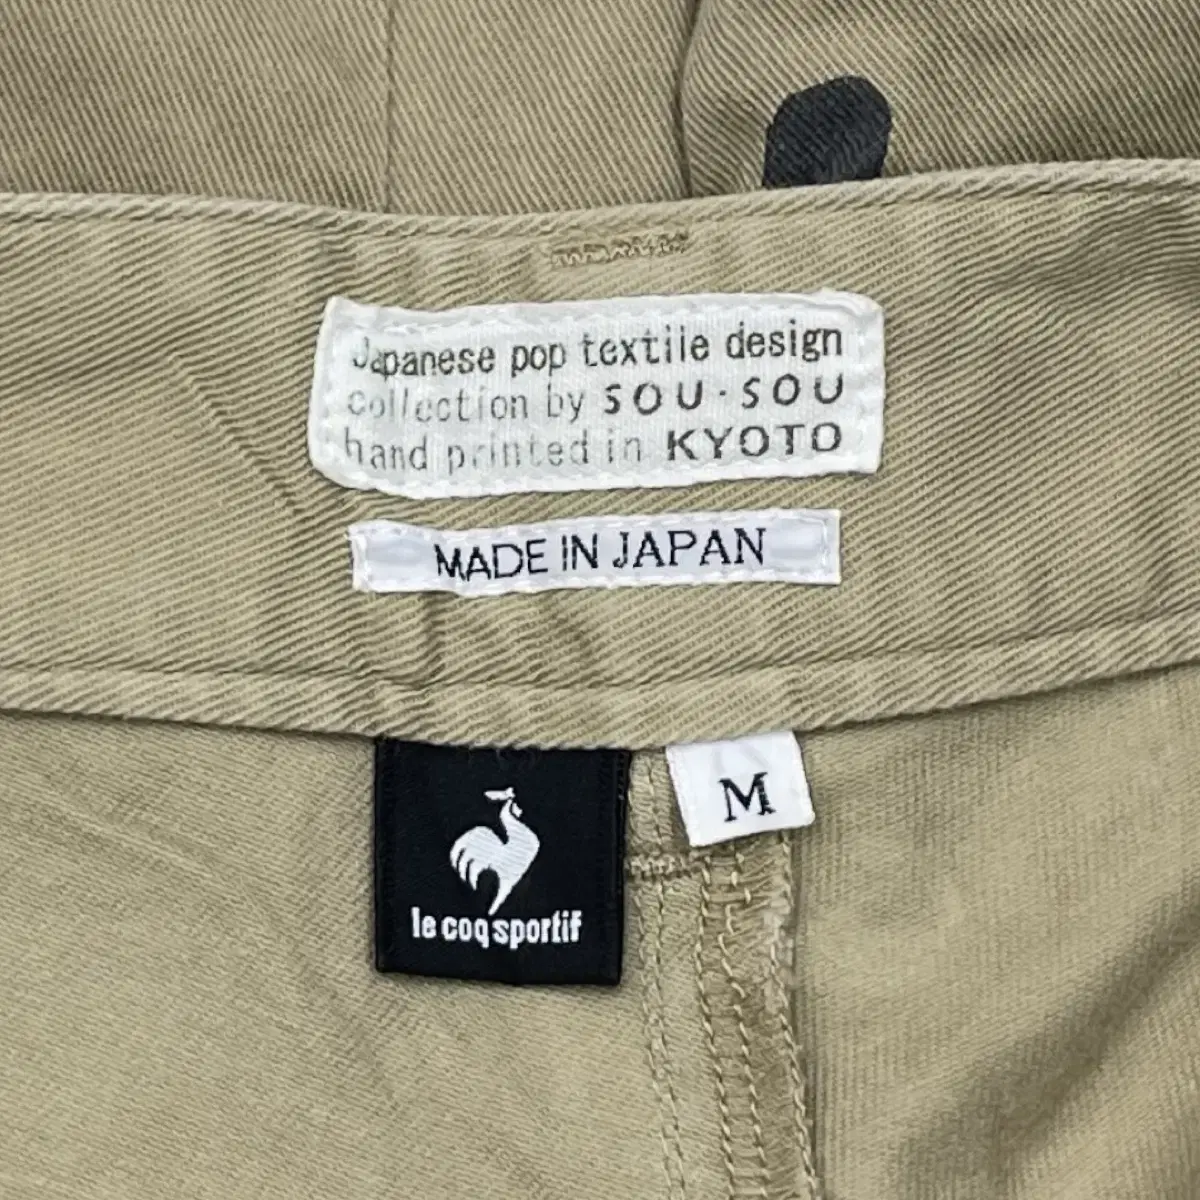 Japanese pop textile design
collection by SOU・SOU
hand printed in KYOTO
MADE IN JAPAN
M
le coq sportif